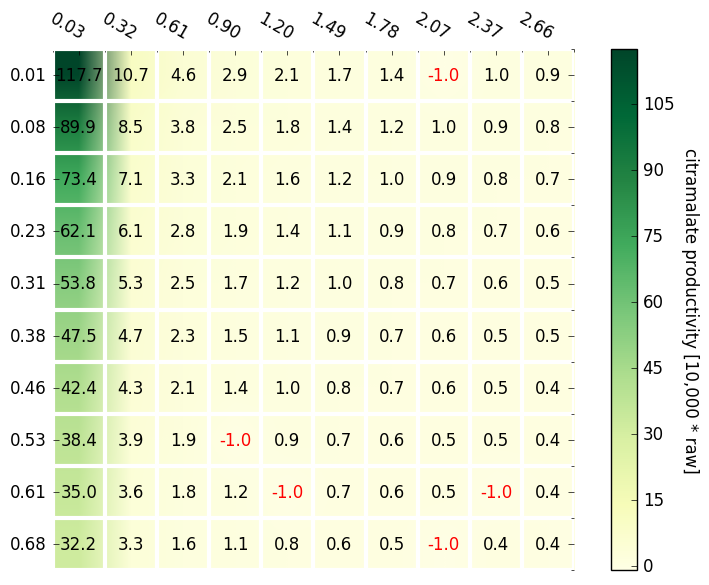 0.03 0.32 0.61 0.90 1.20 1.49 1.78 2.07 2.37 2.66
0.01 117.7 10.7 4.6 2.9 2.1 1.7 1.4 -1.0 1.0 0.9
0.08 89.9 8.5 3.8 2.5 1.8 1.4 1.2 1.0 0.9 0.8
0.16 73.4 7.1 3.3 2.1 1.6 1.2 1.0 0.9 0.8 0.7
0.23 62.1 6.1 2.8 1.9 1.4 1.1 0.9 0.8 0.7 0.6
0.31 53.8 5.3 2.5 1.7 1.2 1.0 0.8 0.7 0.6 0.5
0.38 47.5 4.7 2.3 1.5 1.1 0.9 0.7 0.6 0.5 0.5
0.46 42.4 4.3 2.1 1.4 1.0 0.8 0.7 0.6 0.5 0.4
0.53 38.4 3.9 1.9 -1.0 0.9 0.7 0.6 0.5 0.5 0.4
0.61 35.0 3.6 1.8 1.2 -1.0 0.7 0.6 0.5 -1.0 0.4
0.68 32.2 3.3 1.6 1.1 0.8 0.6 0.5 -1.0 0.4 0.4
105
90
75
60
45
30
15
0
citramalate productivity [10,000 * raw]